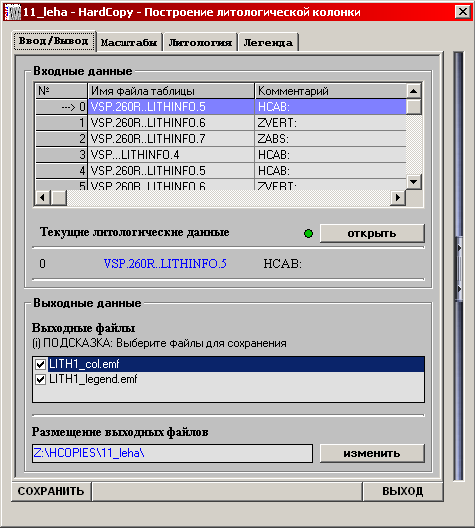 11_leha - HardCopy - Построение литологической колонки
Ввод/Вывод Масштабы Литология Легенда
Входные данные
№ Имя файла таблицы Комментарий
---> 0 VSP.260R..LITHINFO.5 HCAB:
1 VSP.260R..LITHINFO.6 ZVERT:
2 VSP.260R..LITHINFO.7 ZABS:
3 VSP...LITHINFO.4 HCAB:
4 VSP.260R..LITHINFO.5 HCAB:
5 VSP.260R..LITHINFO.6 ZVERT:
Текущие литологические данные открыть
0 VSP.260R..LITHINFO.5 HCAB:
Выходные данные
Выходные файлы
(i) ПОДСКАЗКА: Выберите файлы для сохранения
LITH1_col.emf
LITH1_legend.emf
Размещение выходных файлов
Z:\HCOPIES\11_leha\ изменить
СОХРАНИТЬ ВЫХОД